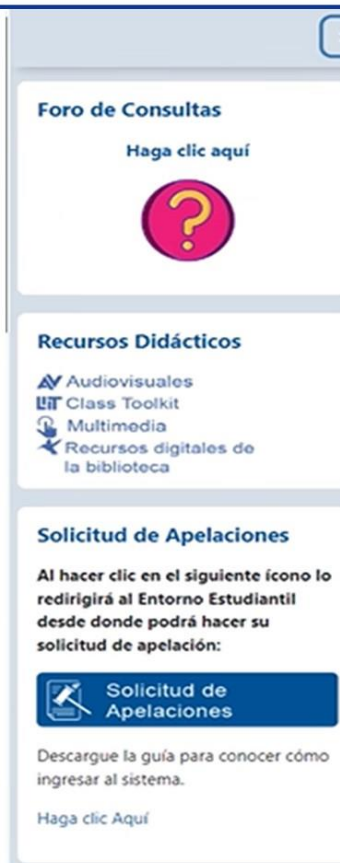 Foro de Consultas
Haga clic aquí
?
Recursos Didácticos
AV Audiovisuales
Class Toolkit
Multimedia
Recursos digitales de
la biblioteca
Solicitud de Apelaciones
Al hacer clic en el siguiente ícono lo
redirigirá al Entorno Estudiantil
desde donde podrá hacer su
solicitud de apelación:
Solicitud de
Apelaciones
Descargue la guía para conocer cómo
ingresar al sistema.
Haga clic Aquí